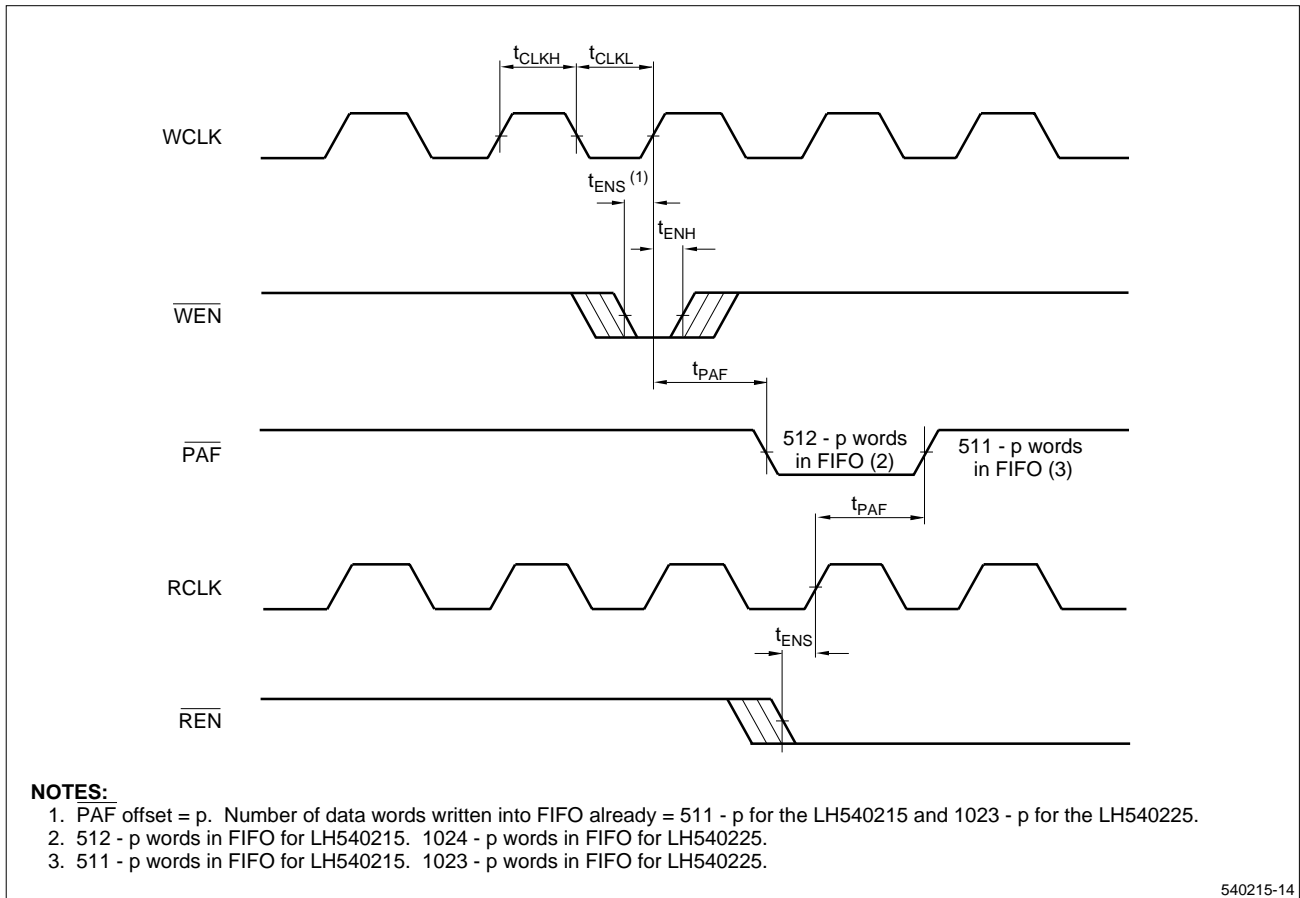 tCLKH tCLKL
WCLK
tENS (1)
tENH
WEN
tPAF
PAF
512 - p words
in FIFO (2)
511 - p words
in FIFO (3)
tPAF
RCLK
tENS
REN
NOTES:
1. PAF offset = p. Number of data words written into FIFO already = 511 - p for the LH540215 and 1023 - p for the LH540225.
2. 512 - p words in FIFO for LH540215. 1024 - p words in FIFO for LH540225.
3. 511 - p words in FIFO for LH540215. 1023 - p words in FIFO for LH540225.
540215-14